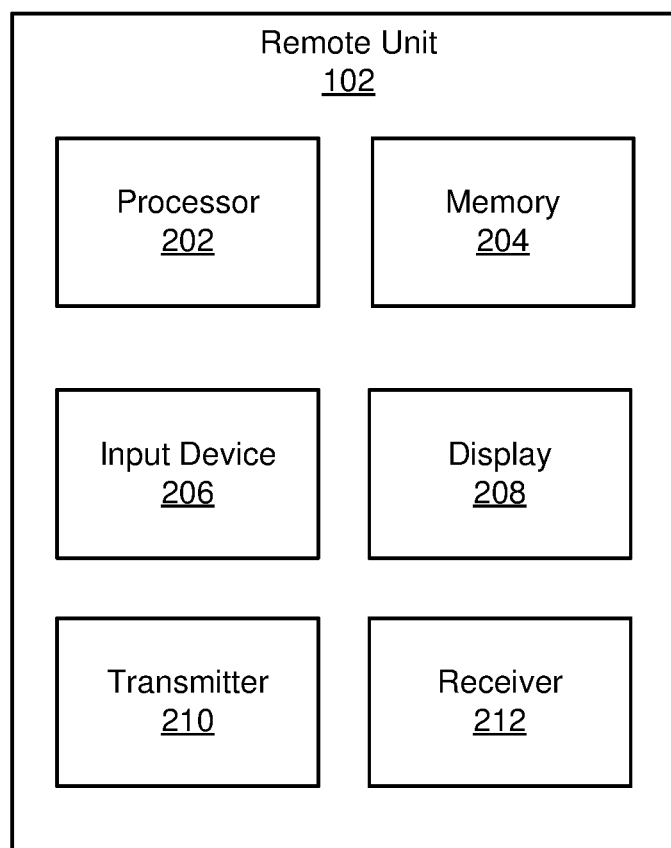 Remote Unit
102
Processor
202
Memory
204
Input Device
206
Display
208
Transmitter
210
Receiver
212